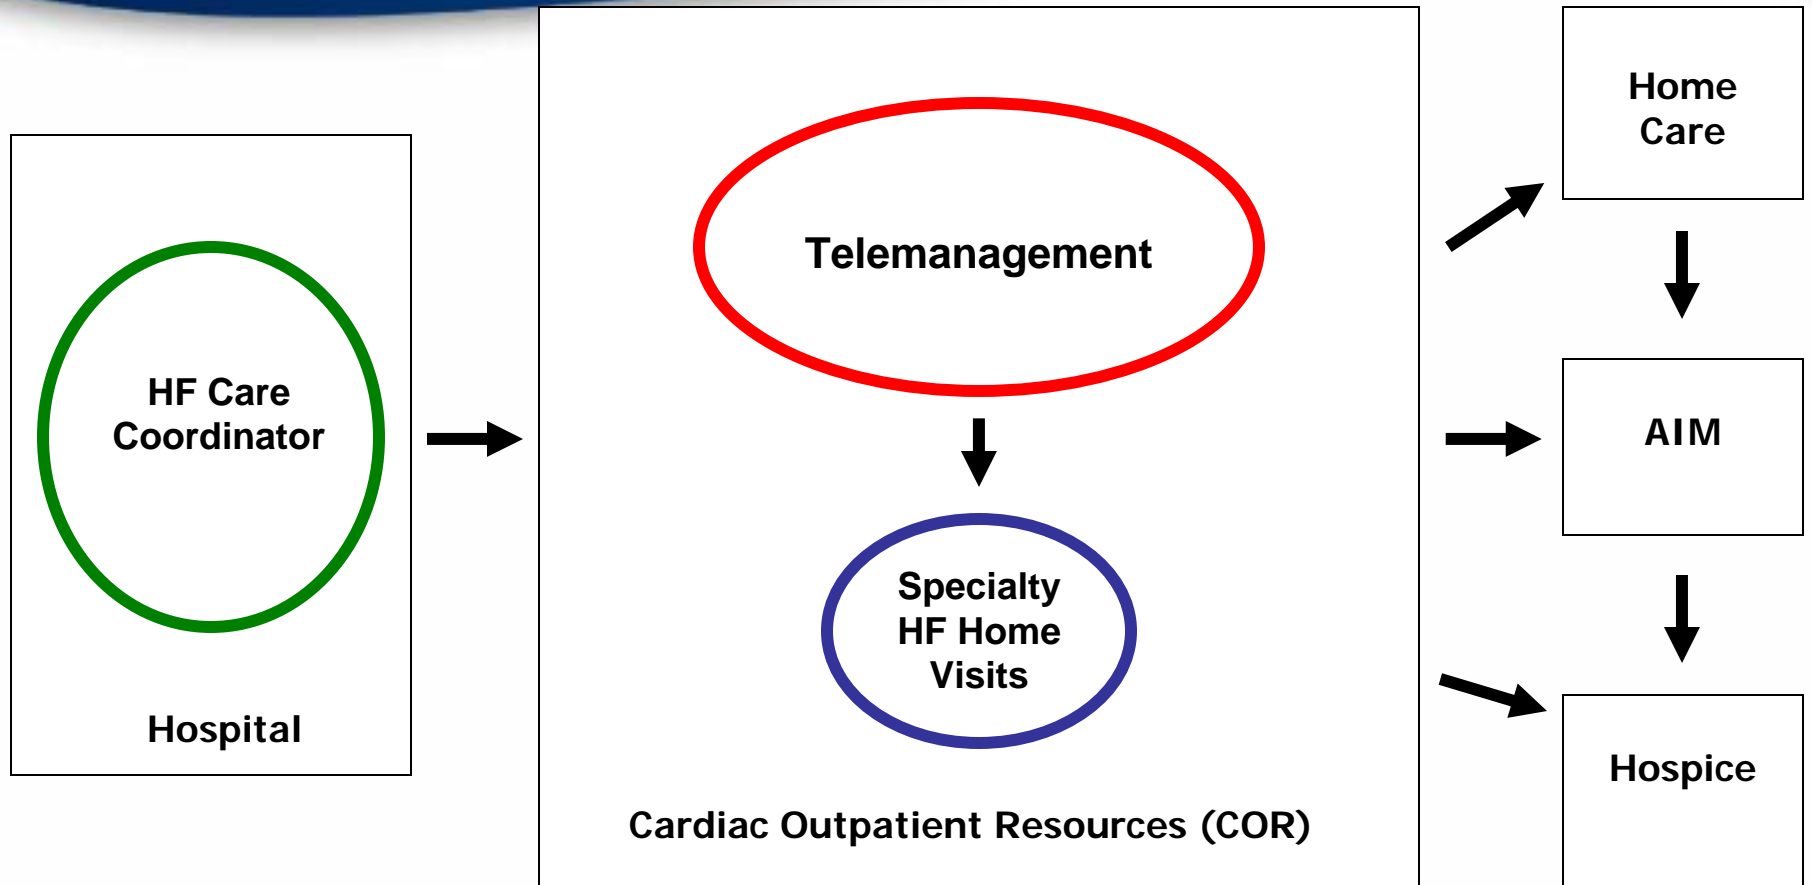 HF Care
Coordinator
Hospital
Telemanagement
Specialty
HF Home
Visits
Cardiac Outpatient Resources (COR)
Home
Care
AIM
Hospice